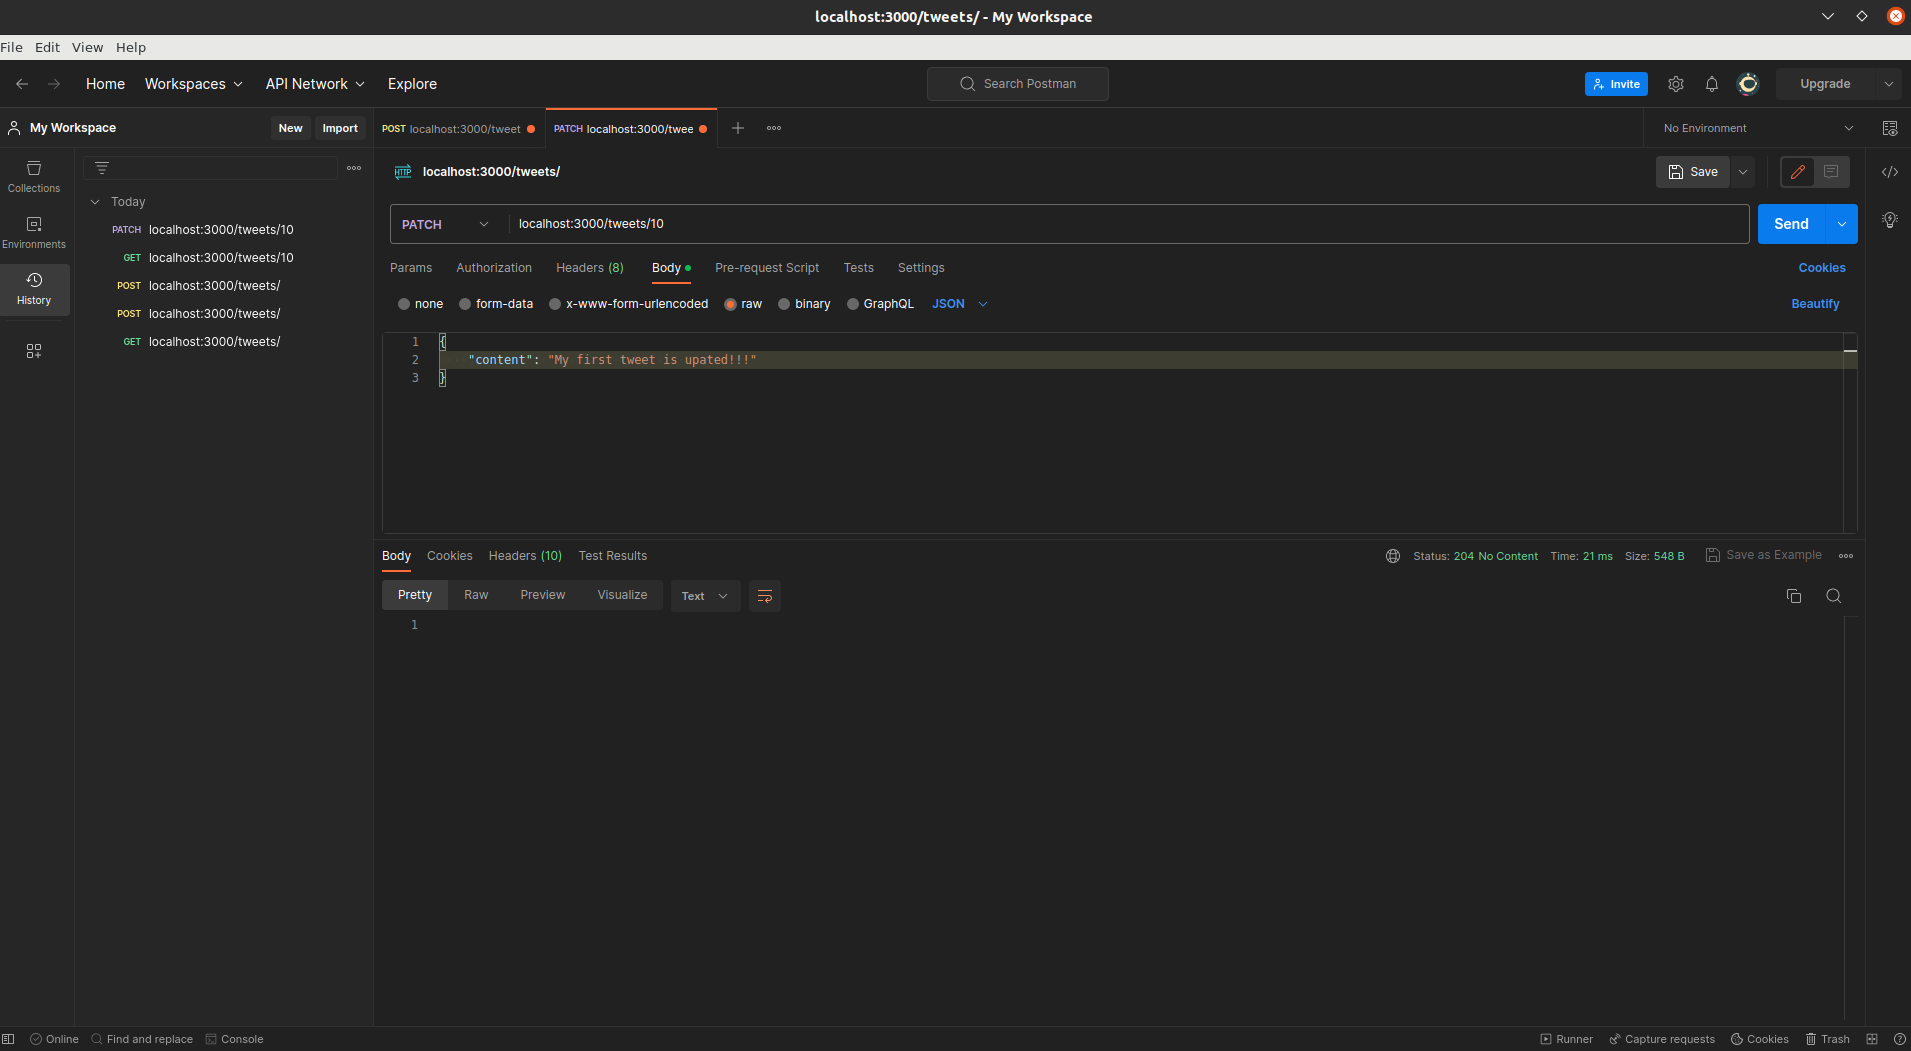 localhost:3000/tweets/ - My Workspace
File Edit View Help
Home Workspaces API Network Explore Search Postman Invite Upgrade
My Workspace New Import POST localhost:3000/tweet PATCH localhost:3000/twee No Environment
HTTP localhost:3000/tweets/ Save
Collections
Today
PATCH localhost:3000/tweets/10
GET localhost:3000/tweets/10
POST localhost:3000/tweets/
POST localhost:3000/tweets/
GET localhost:3000/tweets/
Environments
History
PATCH localhost:3000/tweets/10 Send
Params Authorization Headers (8) Body Pre-request Script Tests Settings Cookies
none form-data x-www-form-urlencoded raw binary GraphQL JSON Beautify
1 {
2 "content": "My first tweet is upated!!!"
3 }
Body Cookies Headers (10) Test Results Status: 204 No Content Time: 21 ms Size: 548 B Save as Example
Pretty Raw Preview Visualize Text
1
Online Find and replace Console Runner Capture requests Cookies Trash